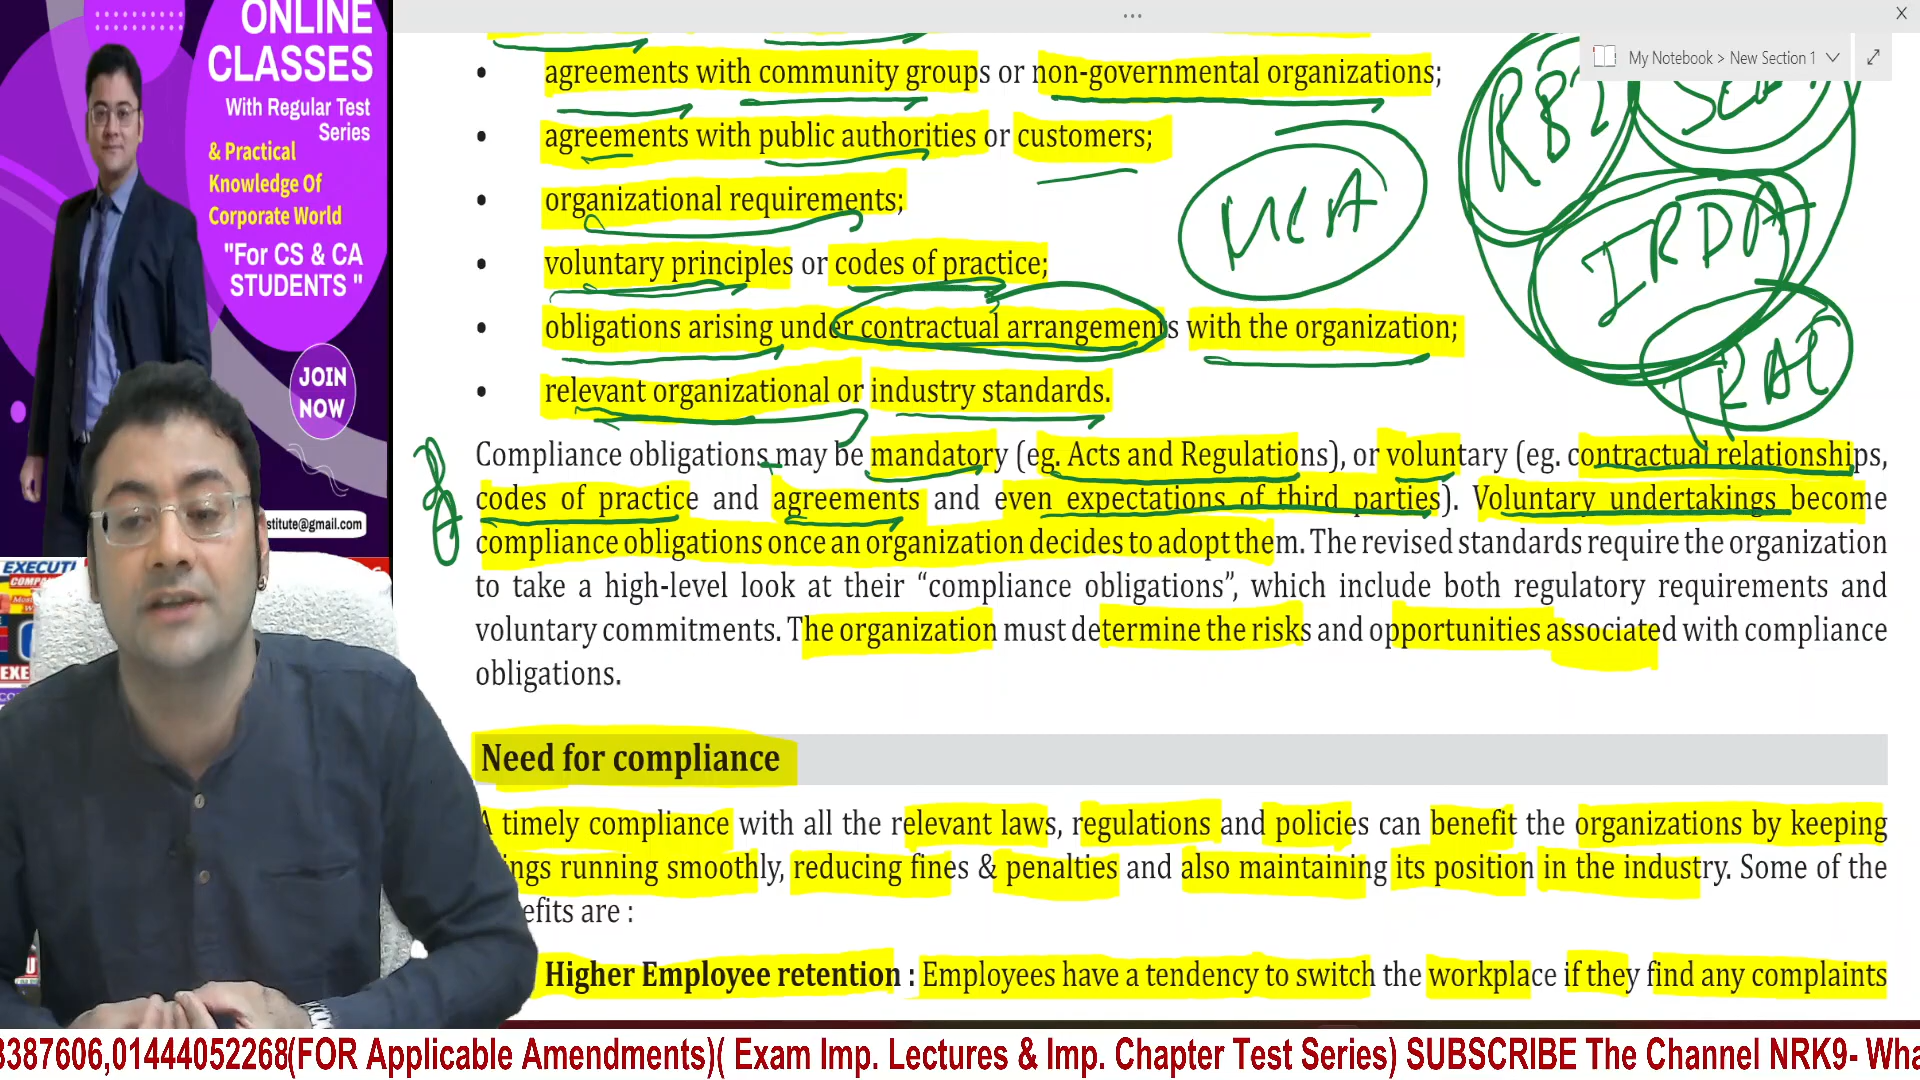 ONLINE
CLASSES
With Regular Test
Series
& Practical
Knowledge Of
Corporate World
"For CS & CA
STUDENTS "
JOIN
NOW
stitute@gmail.com
EXECUTI
My Notebook > New Section 1
agreements with community groups or non-governmental organizations;
agreements with public authorities or customers;
organizational requirements;
voluntary principles or codes of practice;
obligations arising under contractual arrangements with the organization;
relevant organizational or industry standards.
MCA
IRDA
Compliance obligations may be mandatory (eg. Acts and Regulations), or voluntary (eg. contractual relationships,
codes of practice and agreements and even expectations of third parties). Voluntary undertakings become
compliance obligations once an organization decides to adopt them. The revised standards require the organization
to take a high-level look at their “compliance obligations”, which include both regulatory requirements and
voluntary commitments. The organization must determine the risks and opportunities associated with compliance
obligations.
Need for compliance
A timely compliance with all the relevant laws, regulations and policies can benefit the organizations by keeping
ngs running smoothly, reducing fines & penalties and also maintaining its position in the industry. Some of the
efits are :
Higher Employee retention : Employees have a tendency to switch the workplace if they find any complaints
3387606,01444052268(FOR Applicable Amendments)( Exam Imp. Lectures & Imp. Chapter Test Series) SUBSCRIBE The Channel NRK9- Wha